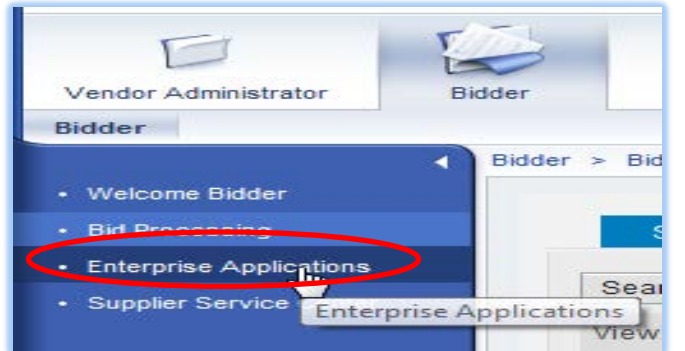 Vendor Administrator Bidder
Bidder
Bidder > Bid
• Welcome Bidder
• Bid Processing
• Enterprise Applications
Sear
• Supplier Service
Enterprise Applications
View